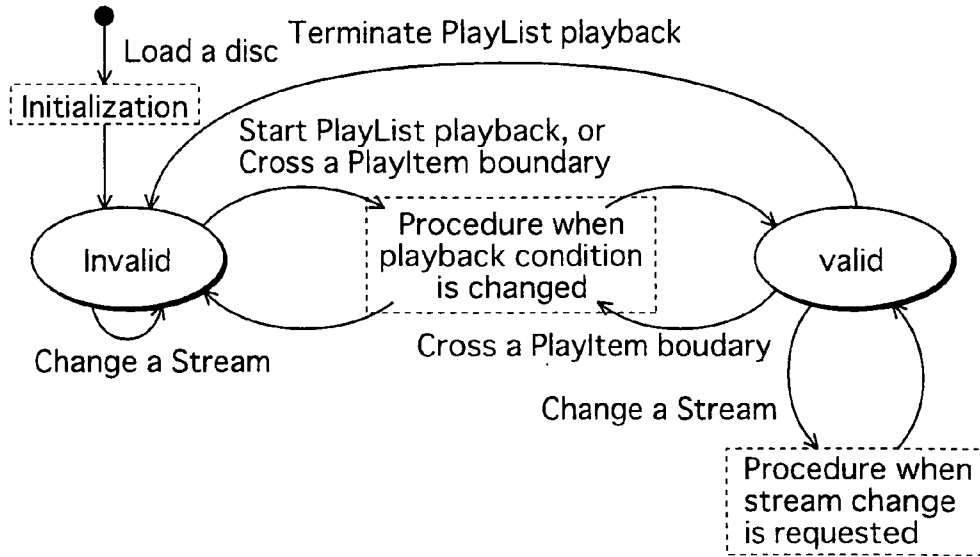 Load a disc
Terminate PlayList playback
Initialization
Start PlayList playback, or
Cross a PlayItem boundary
Procedure when
playback condition
is changed
Invalid
valid
Change a Stream
Cross a PlayItem boudary
Change a Stream
Procedure when
stream change
is requested